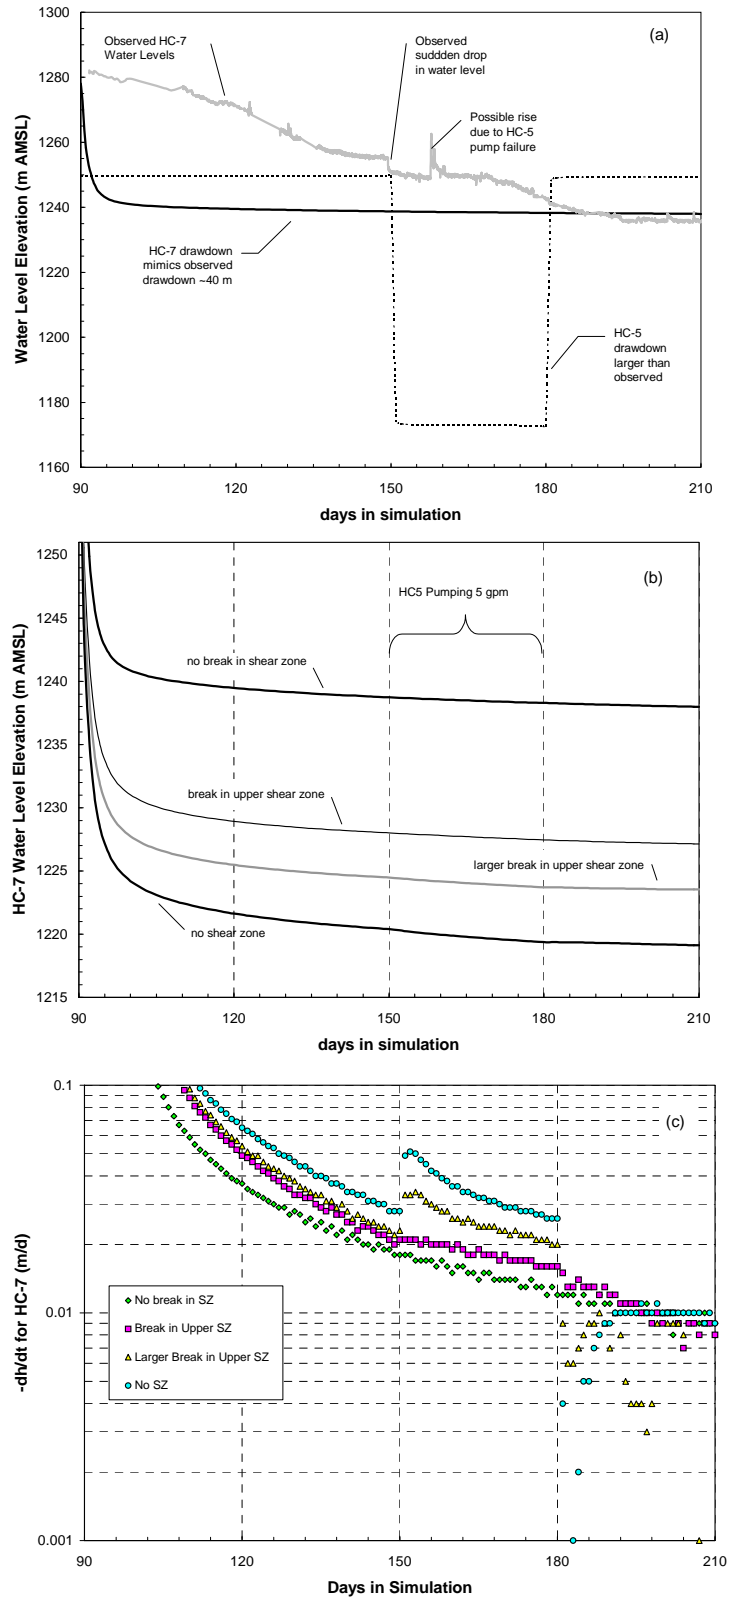 1300
1280
1260
1240
1220
1200
1180
1160
Water Level Elevation (m AMSL)
(a)
Observed HC-7
Water Levels
Observed
suddden drop
in water level
Possible rise
due to HC-5
pump failure
HC-7 drawdown
mimics observed
drawdown ~40 m
HC-5
drawdown
larger than
observed
90 120 150 180 210
days in simulation
1250
1245
1240
1235
1230
1225
1220
1215
HC-7 Water Level Elevation (m AMSL)
(b)
HC5 Pumping 5 gpm
no break in shear zone
break in upper shear zone
larger break in upper shear zone
no shear zone
90 120 150 180 210
days in simulation
0.1
0.01
0.001
-dh/dt for HC-7 (m/d)
(c)
No break in SZ
Break in Upper SZ
Larger Break in Upper SZ
No SZ
90 120 150 180 210
Days in Simulation